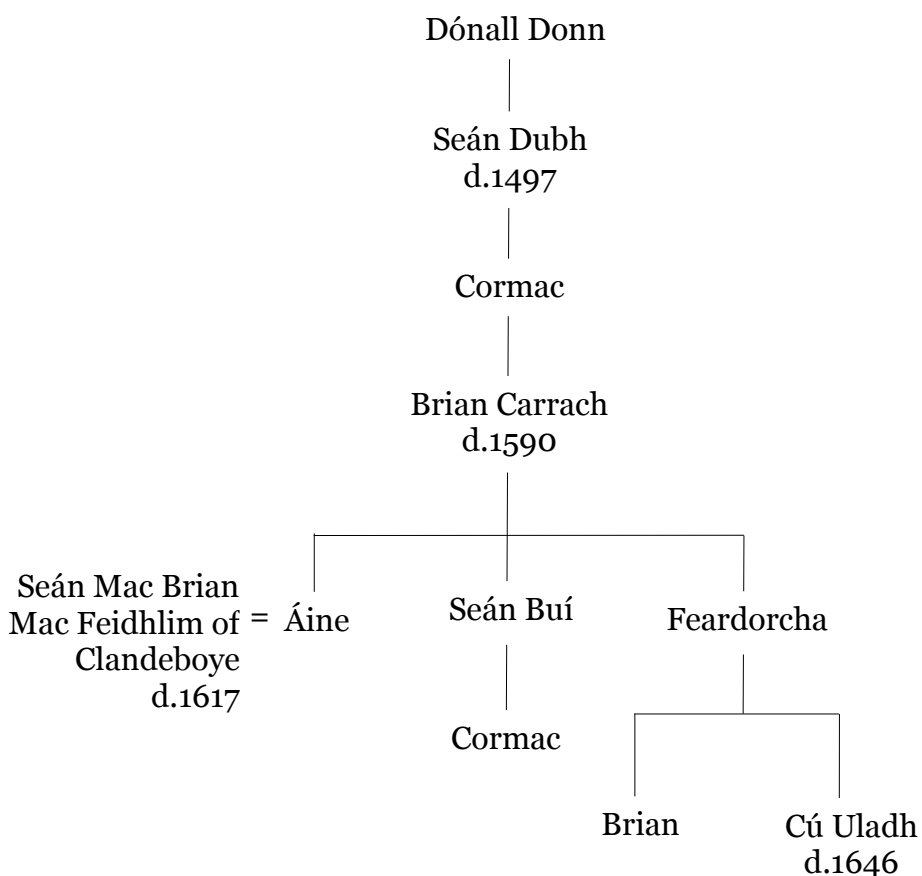 Dónall Donn
Seán Dubh
d.1497
Cormac
Brian Carrach
d.1590
Seán Mac Brian
Mac Feidhlim of
Clandeboye
d.1617
= Áine
Seán Buí
Feardorcha
Cormac
Brian
Cú Uladh
d.1646